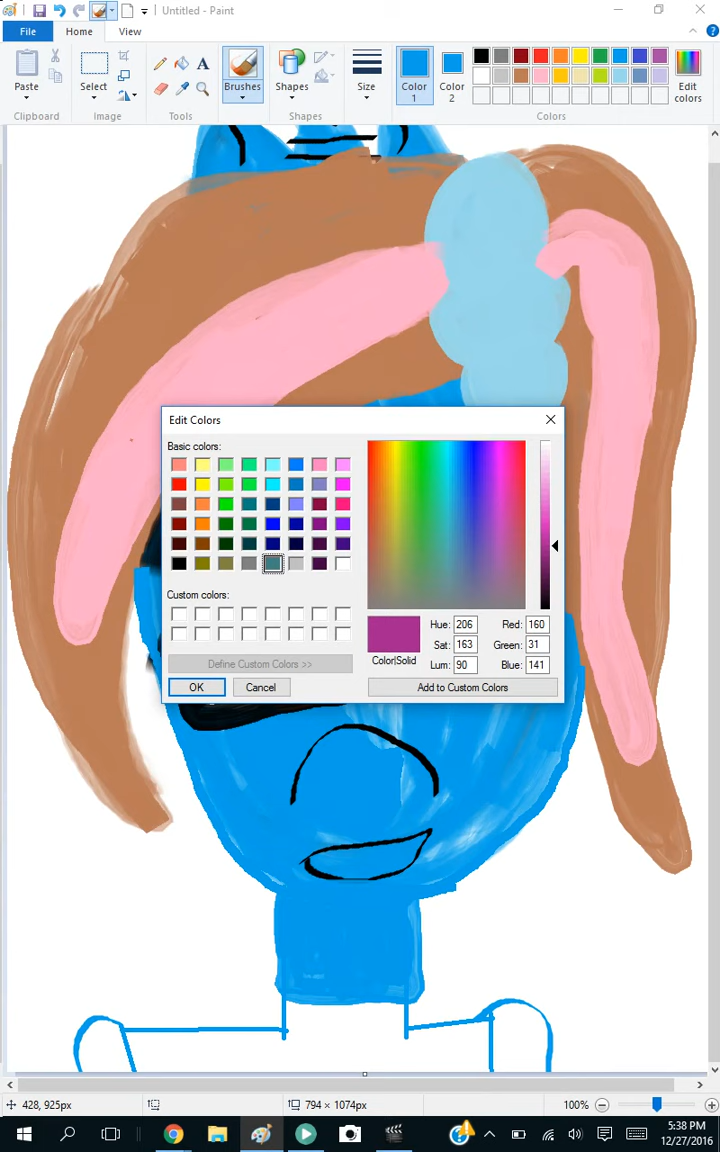 Untitled - Paint
File Home View
Paste
Select
A
Brushes
Shapes
Size
Color 1
Color 2
Edit colors
Clipboard Image Tools Shapes Colors
Edit Colors
Basic colors:
Custom colors:
Define Custom Colors >>
OK Cancel
Color|Solid
Hue: 206 Red: 160
Sat: 163 Green: 31
Lum: 90 Blue: 141
Add to Custom Colors
428, 925px 794 × 1074px 100%
5:38 PM
12/27/2016